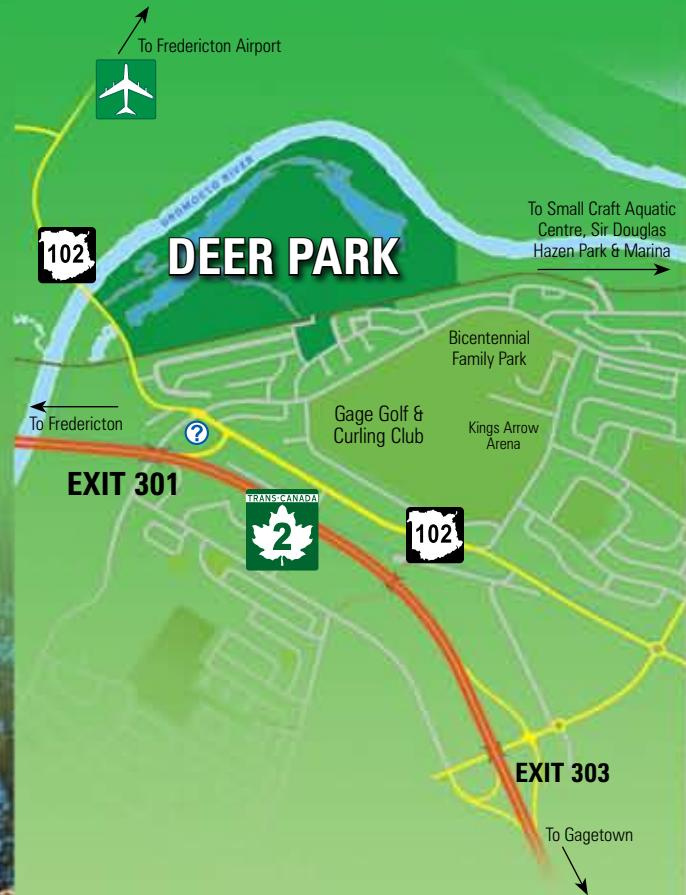 To Fredericton Airport
OROMOCTO RIVER
To Small Craft Aquatic
Centre, Sir Douglas
Hazen Park & Marina
102
DEER PARK
Bicentennial
Family Park
To Fredericton
?
Gage Golf &
Curling Club
Kings Arrow
Arena
EXIT 301
TRANS-CANADA
2
102
EXIT 303
To Gagetown